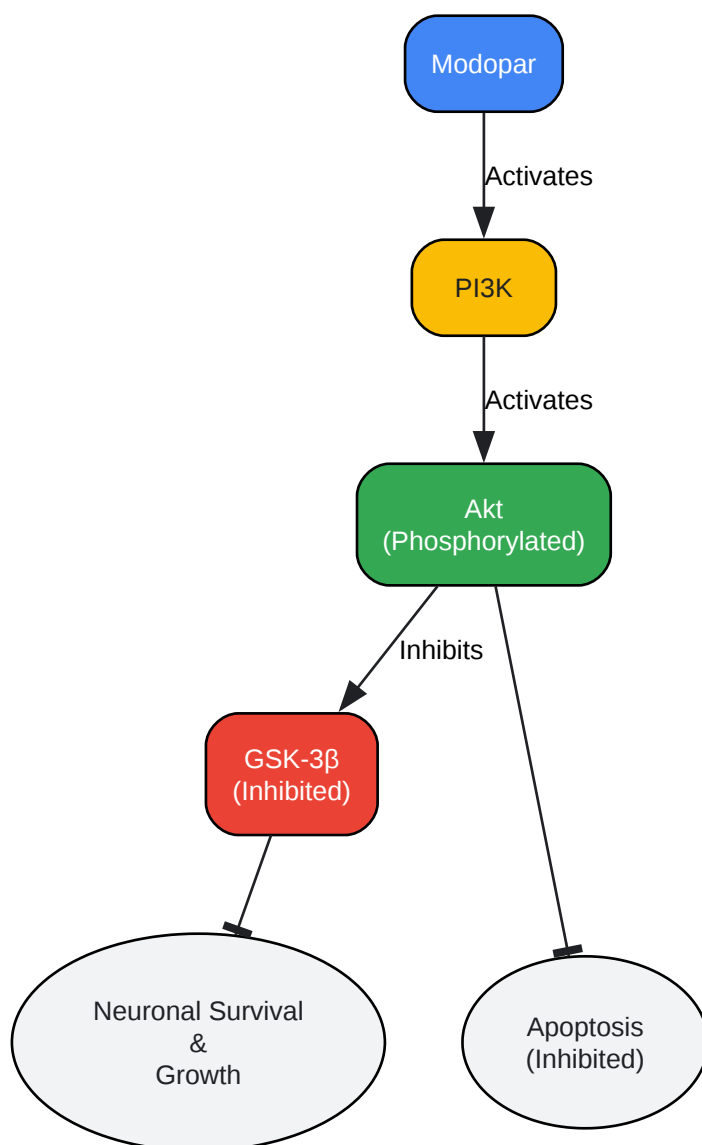 Modopar
Activates
PI3K
Activates
Akt
(Phosphorylated)
Inhibits
GSK-3β
(Inhibited)
Neuronal Survival
&
Growth
Apoptosis
(Inhibited)